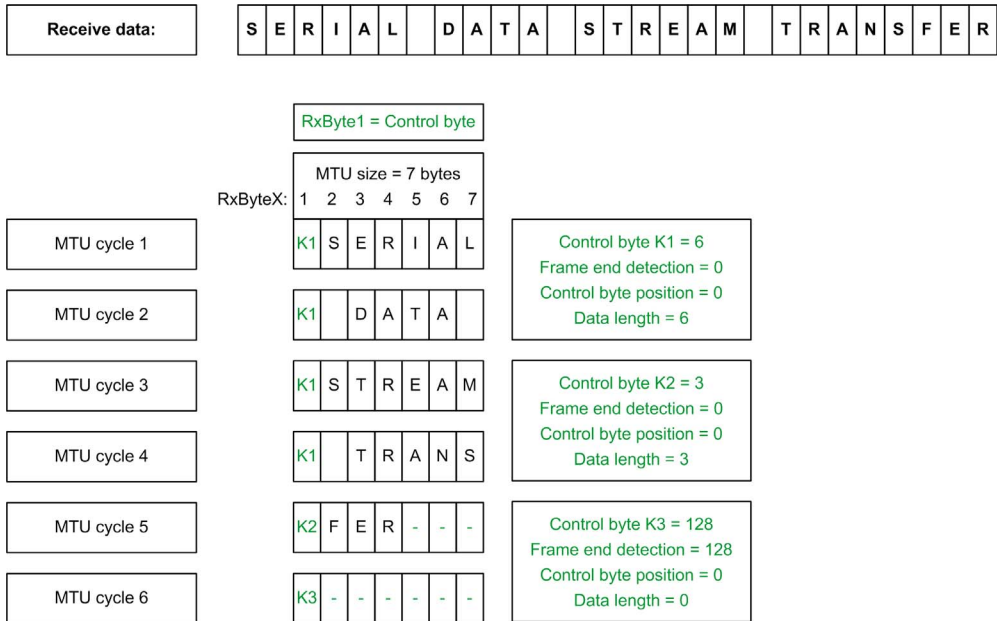 Receive data: S E R I A L D A T A S T R E A M T R A N S F E R
RxByte1 = Control byte
MTU size = 7 bytes
RxByteX: 1 2 3 4 5 6 7
MTU cycle 1 K1 S E R I A L
Control byte K1 = 6
Frame end detection = 0
Control byte position = 0
Data length = 6
MTU cycle 2 K1 D A T A
MTU cycle 3 K1 S T R E A M
Control byte K2 = 3
Frame end detection = 0
Control byte position = 0
Data length = 3
MTU cycle 4 K1 T R A N S
MTU cycle 5 K2 F E R - - -
Control byte K3 = 128
Frame end detection = 128
Control byte position = 0
Data length = 0
MTU cycle 6 K3 - - - - - -